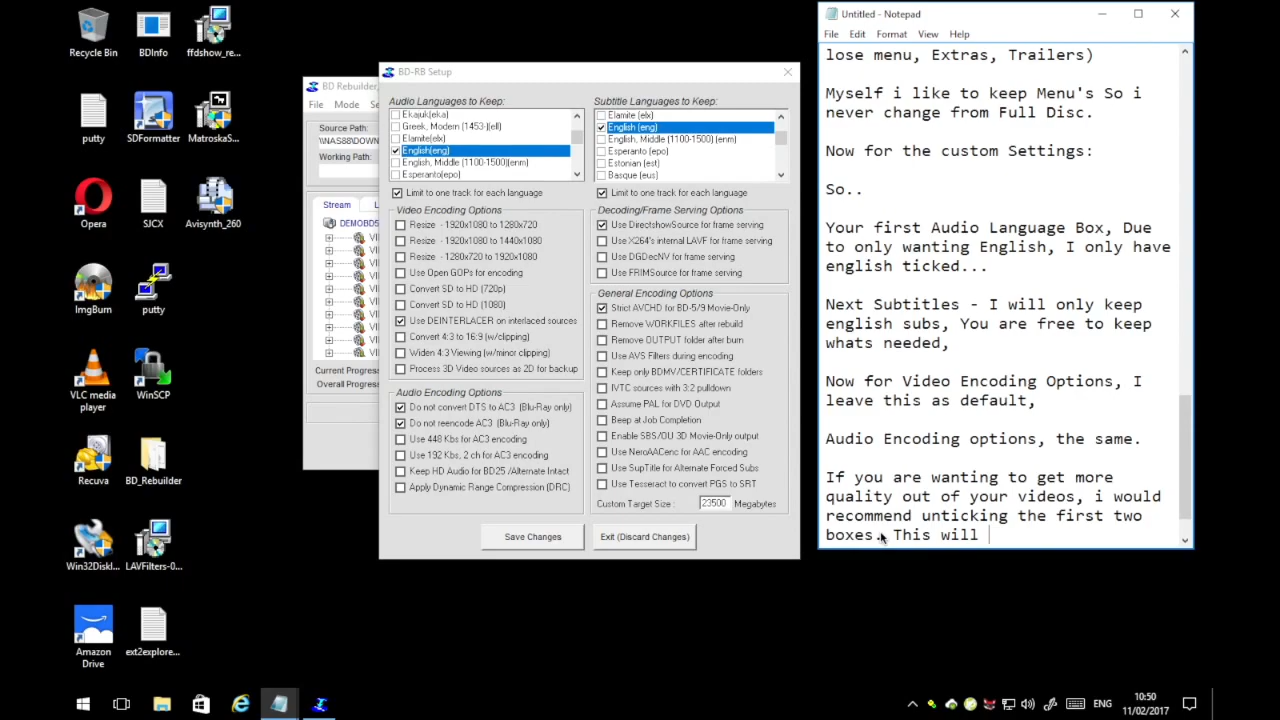 Recycle Bin
BDInfo
ffdshow_re...
putty
SDFormatter
MatroskaS...
Opera
SJCX
Avisynth_260
ImgBurn
putty
VLC media
player
WinSCP
Recuva
BD_Rebuilder
Win32Diskl...
LAVFilters-0...
Amazon
Drive
ext2explore...
BD Rebuilder
File Mode Se
Source Path:
\\NAS88\DOWN
Working Path:
Stream
DEMOBD5
Current Progress
Overall Progress
BD-RB Setup
Audio Languages to Keep:
Ekajuk(eka)
Greek, Modern (1453-)(ell)
Elamite(elx)
English(eng)
English, Middle (1100-1500)(enm)
Esperanto(epo)
Limit to one track for each language
Video Encoding Options
Resize - 1920x1080 to 1280x720
Resize - 1920x1080 to 1440x1080
Resize - 1280x720 to 1920x1080
Use Open GOPs for encoding
Convert SD to HD (720p)
Convert SD to HD (1080)
Use DEINTERLACER on interlaced sources
Convert 4:3 to 16:9 (w/clipping)
Widen 4:3 Viewing (w/minor clipping)
Process 3D Video sources as 2D for backup
Audio Encoding Options
Do not convert DTS to AC3 (Blu-Ray only)
Do not reencode AC3 (Blu-Ray only)
Use 448 Kbs for AC3 encoding
Use 192 Kbs, 2 ch for AC3 encoding
Keep HD Audio for BD25 /Alternate Intact
Apply Dynamic Range Compression (DRC)
Subtitle Languages to Keep:
Elamite (elx)
English (eng)
English, Middle (1100-1500) (enm)
Esperanto (epo)
Estonian (est)
Basque (eus)
Limit to one track for each language
Decoding/Frame Serving Options
Use DirectshowSource for frame serving
Use X264's internal LAVF for frame serving
Use DGDecNV for frame serving
Use FRIMSource for frame serving
General Encoding Options
Strict AVCHD for BD-5/9 Movie-Only
Remove WORKFILES after rebuild
Remove OUTPUT folder after burn
Use AVS Filters during encoding
Keep only BDMV/CERTIFICATE folders
IVTC sources with 3:2 pulldown
Assume PAL for DVD Output
Beep at Job Completion
Enable SBS/OU 3D Movie-Only output
Use NeroAACenc for AAC encoding
Use SupTitle for Alternate Forced Subs
Use Tesseract to convert PGS to SRT
Custom Target Size : 23500 Megabytes
Save Changes
Exit (Discard Changes)
Untitled - Notepad
File Edit Format View Help
lose menu, Extras, Trailers)
Myself i like to keep Menu's So i
never change from Full Disc.
Now for the custom Settings:
So..
Your first Audio Language Box, Due
to only wanting English, I only have
english ticked...
Next Subtitles - I will only keep
english subs, You are free to keep
whats needed,
Now for Video Encoding Options, I
leave this as default,
Audio Encoding options, the same.
If you are wanting to get more
quality out of your videos, i would
recommend unticking the first two
boxes. This will
ENG
10:50
11/02/2017